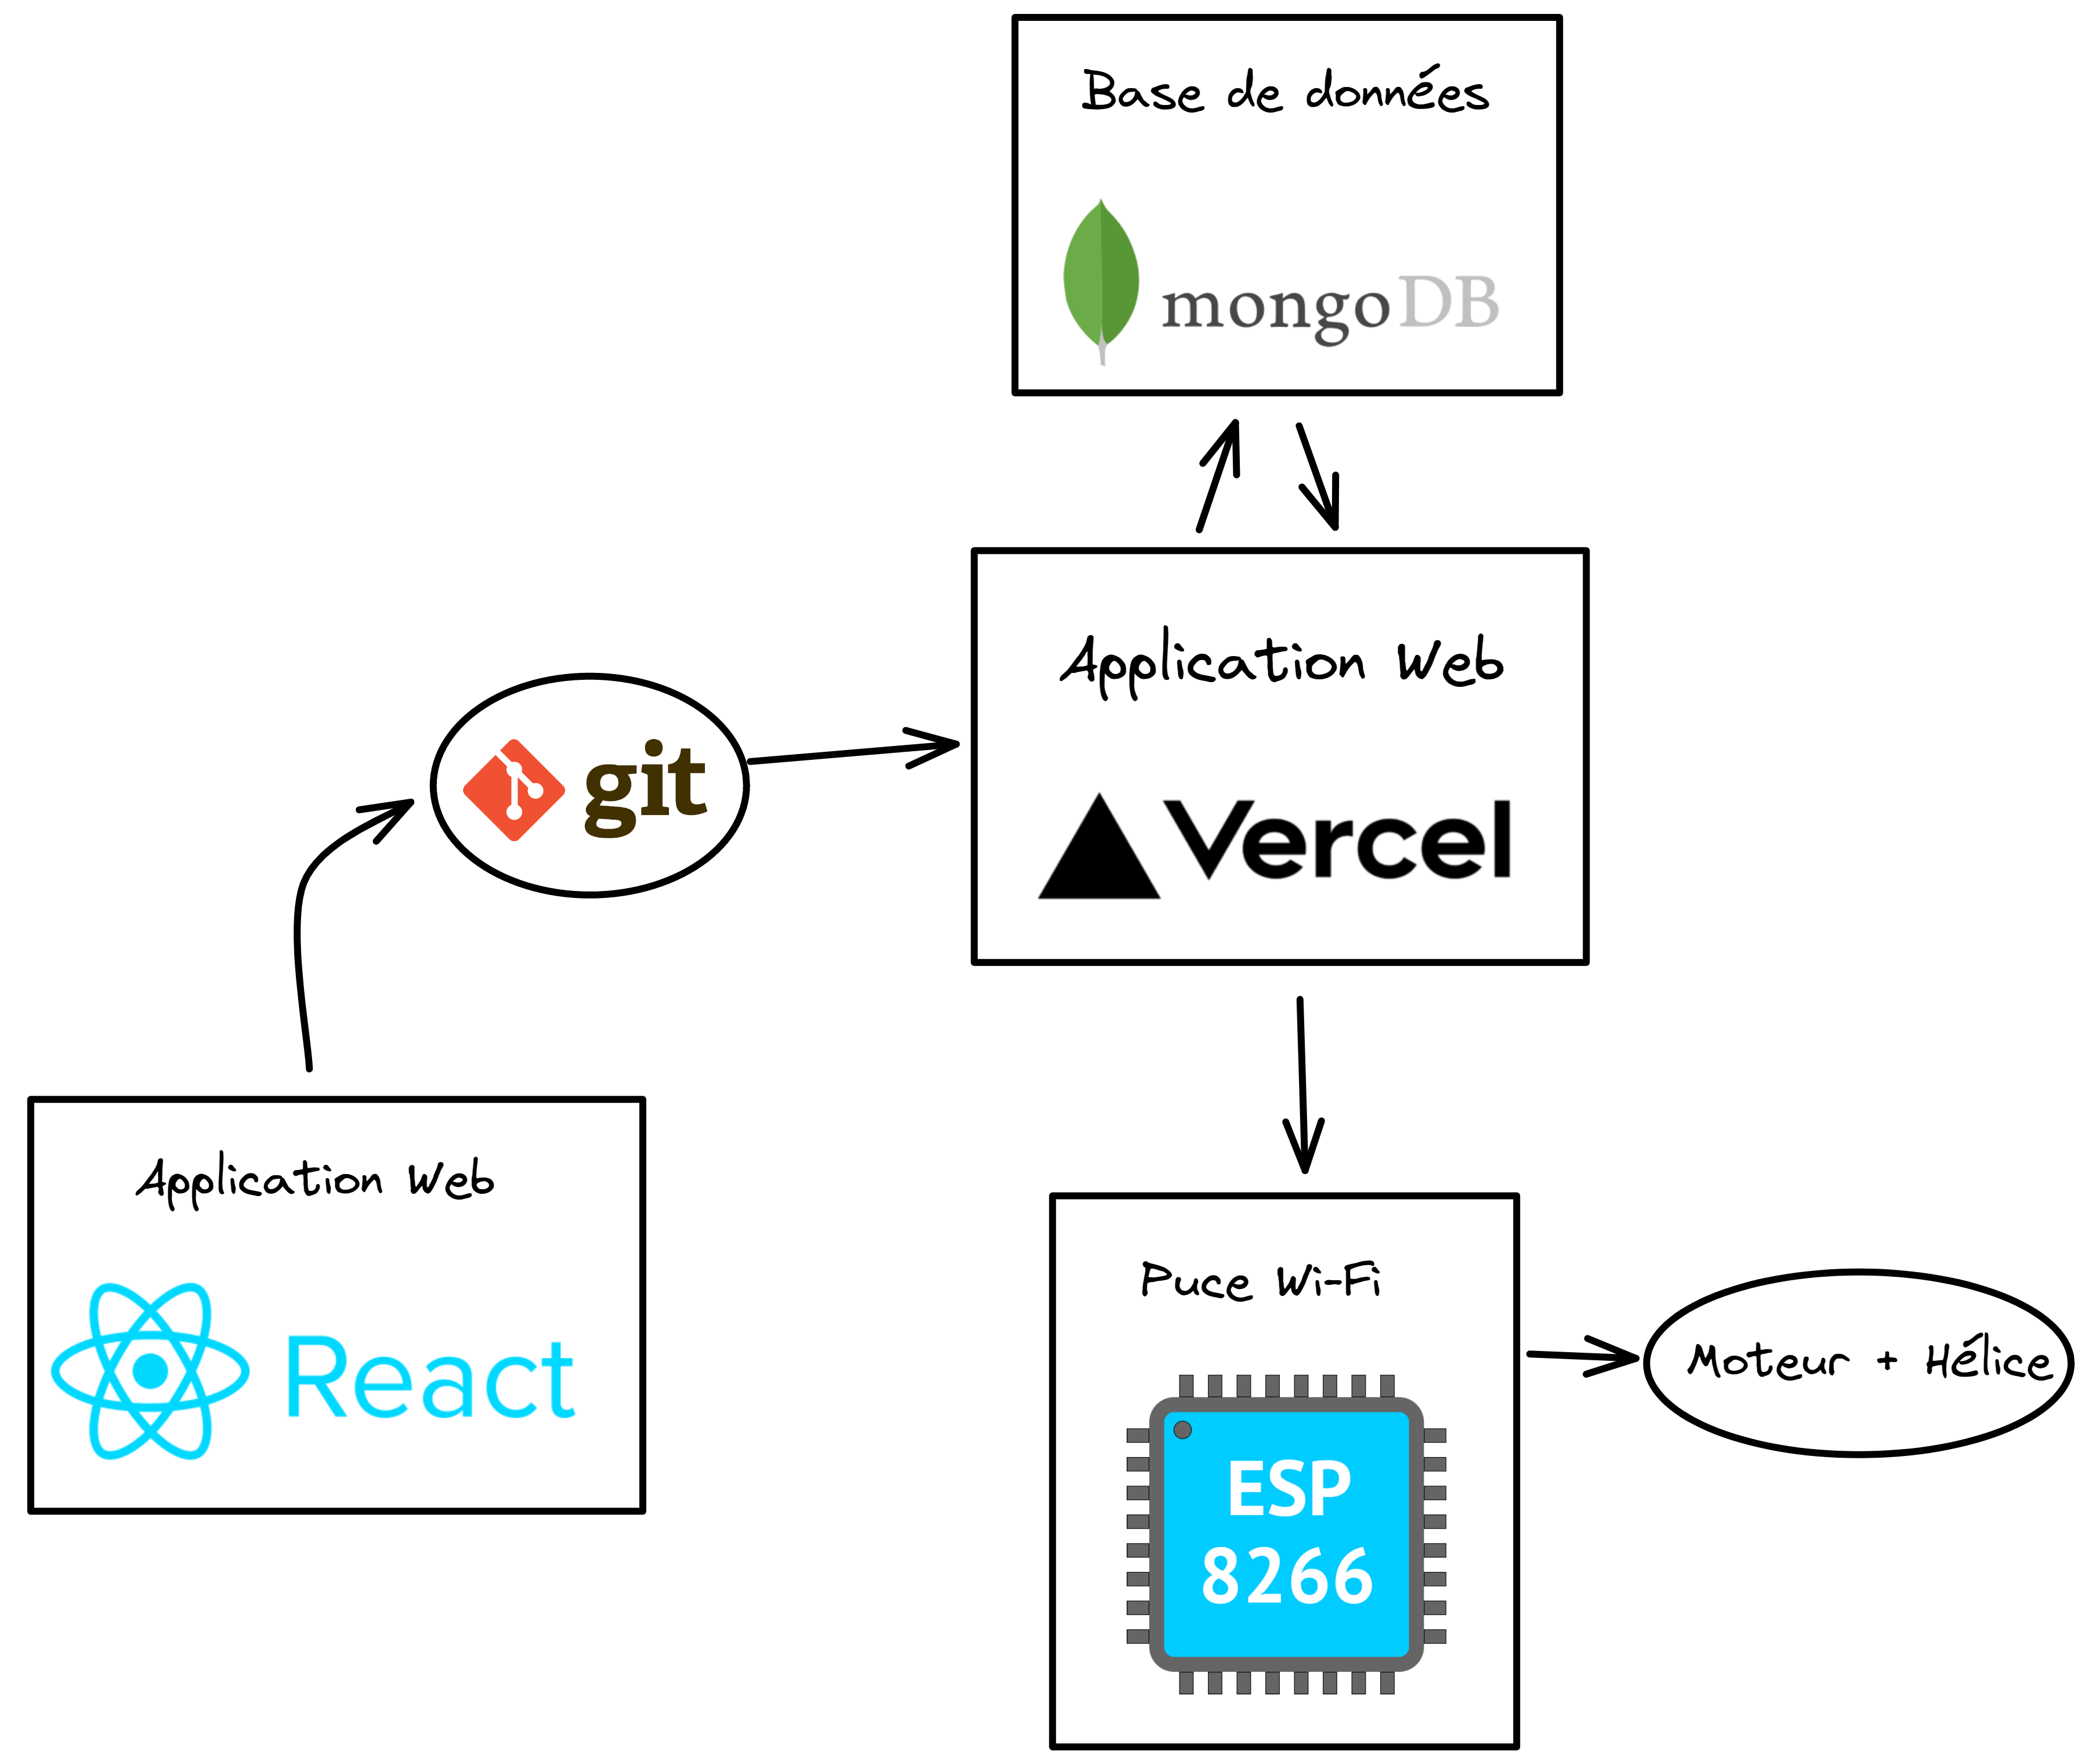 Base de données
mongoDB
Application Web
Vercel
git
Application Web
React
Puce Wi-Fi
ESP
8266
Moteur + Hélice